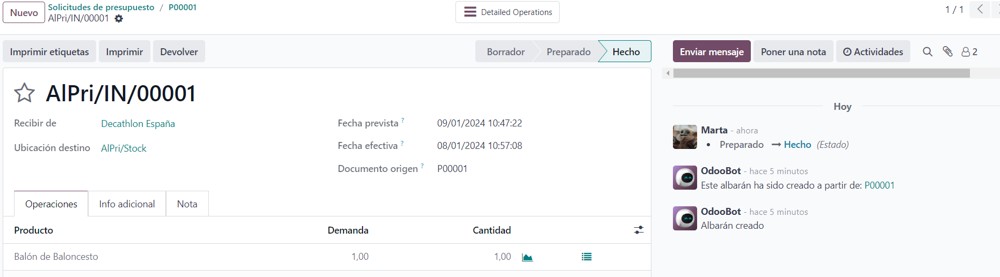 Nuevo
Solicitudes de presupuesto / P00001
AlPri/IN/00001
Detailed Operations
1 / 1
Imprimir etiquetas
Imprimir
Devolver
Borrador
Preparado
Hecho
Enviar mensaje
Poner una nota
Actividades
2
AlPri/IN/00001
Recibir de
Decathlon España
Ubicación destino
AlPri/Stock
Fecha prevista ?
09/01/2024 10:47:22
Fecha efectiva ?
08/01/2024 10:57:08
Documento origen ?
P00001
Operaciones
Info adicional
Nota
Producto
Demanda
Cantidad
Balón de Baloncesto
1,00
1,00
Hoy
Marta - ahora
• Preparado → Hecho (Estado)
OdooBot - hace 5 minutos
Este albarán ha sido creado a partir de: P00001
OdooBot - hace 5 minutos
Albarán creado